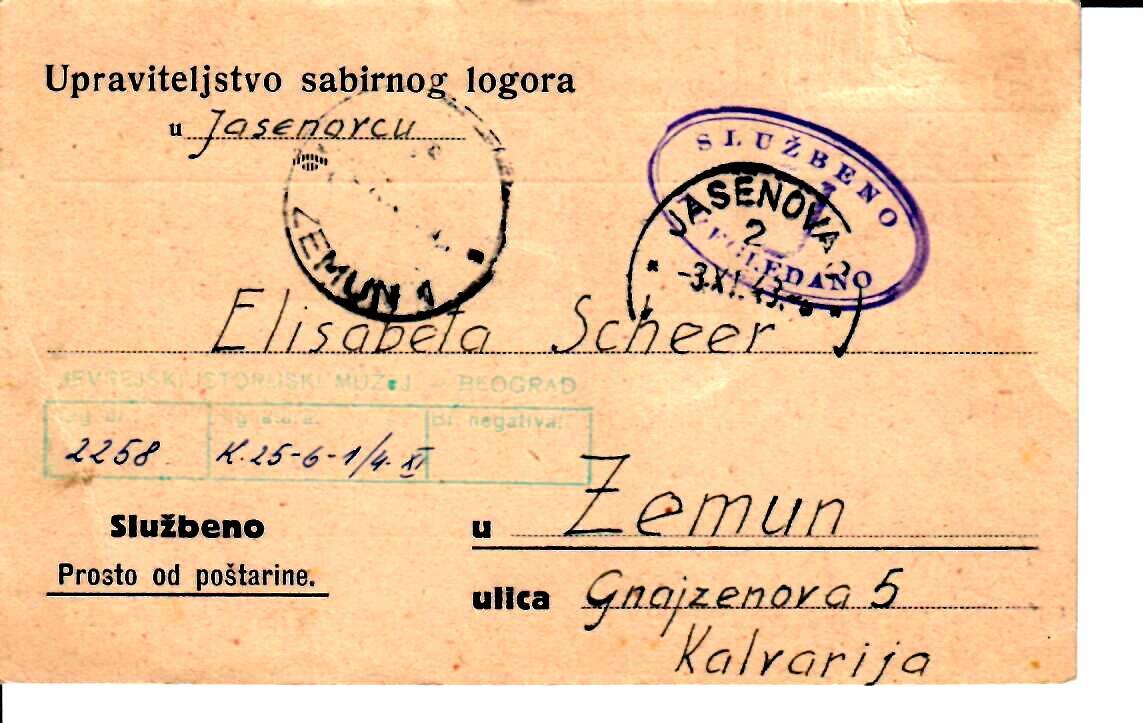 Upraviteljstvo sabirnog logora
u Jasenovcu
SLUŽBENO
PREGLEDANO
JASENOVA
2
-3.XI.43.
ZEMUN 1
Elisabeta Scheer
JEVREJSKI ISTORIJSKI MUZEJ - BEOGRAD
Br. negativa:
2258 K.25-6-1/4. XI
Službeno
Prosto od poštarine.
u Zemun
ulica Gnajzenova 5
Kalvarija